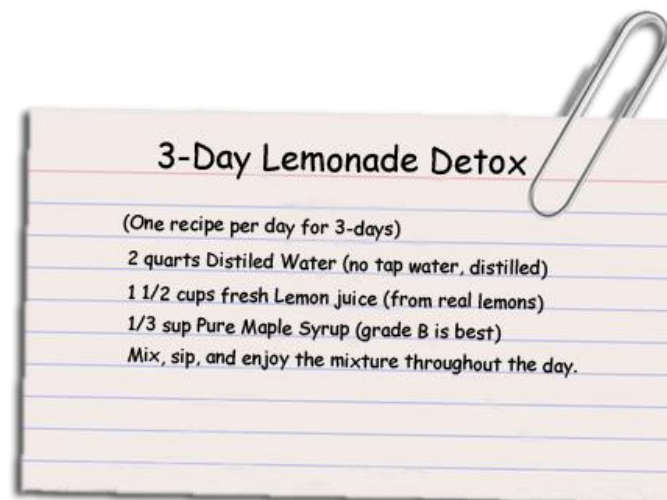 3-Day Lemonade Detox
(One recipe per day for 3-days)
2 quarts Distiled Water (no tap water, distilled)
1 1/2 cups fresh Lemon juice (from real lemons)
1/3 sup Pure Maple Syrup (grade B is best)
Mix, sip, and enjoy the mixture throughout the day.